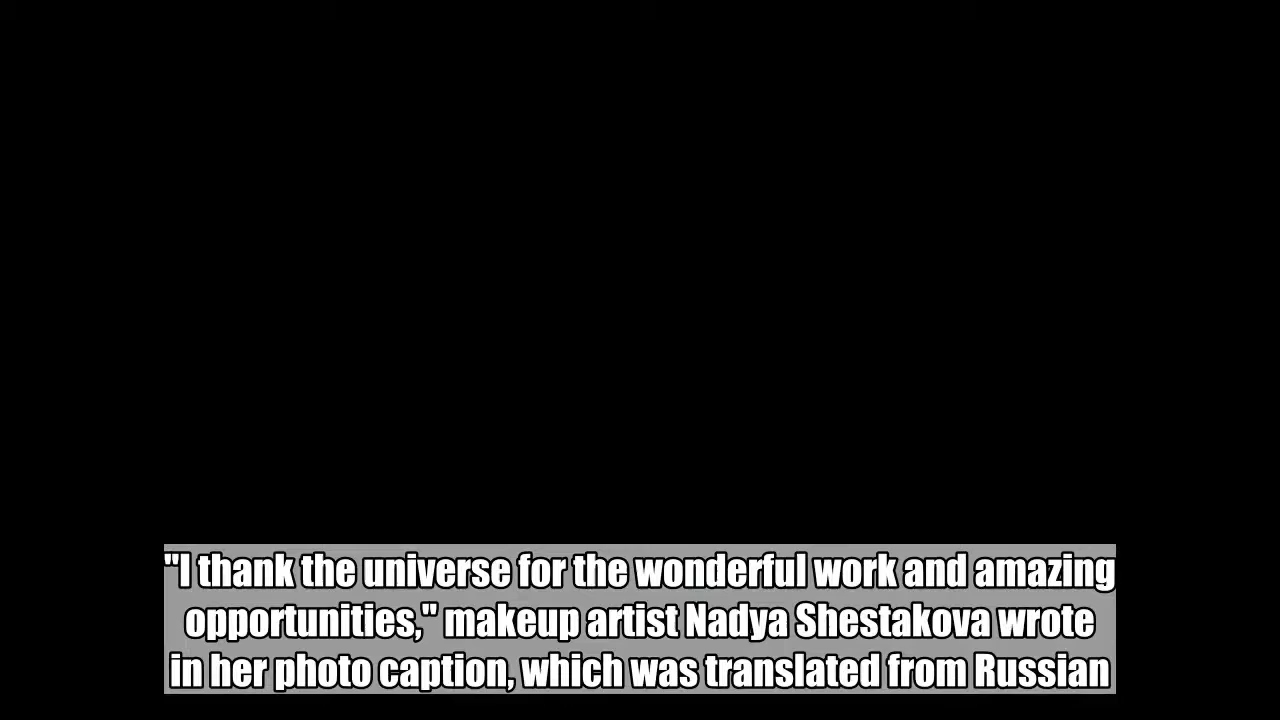 "I thank the universe for the wonderful work and amazing
opportunities," makeup artist Nadya Shestakova wrote
in her photo caption, which was translated from Russian